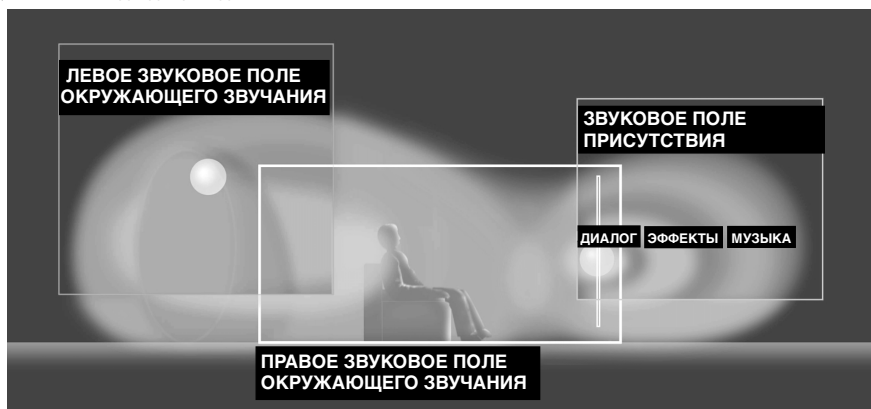 ЛЕВОЕ ЗВУКОВОЕ ПОЛЕ
ОКРУЖАЮЩЕГО ЗВУЧАНИЯ
ЗВУКОВОЕ ПОЛЕ
ПРИСУТСТВИЯ
ДИАЛОГ ЭФФЕКТЫ МУЗЫКА
ПРАВОЕ ЗВУКОВОЕ ПОЛЕ
ОКРУЖАЮЩЕГО ЗВУЧАНИЯ